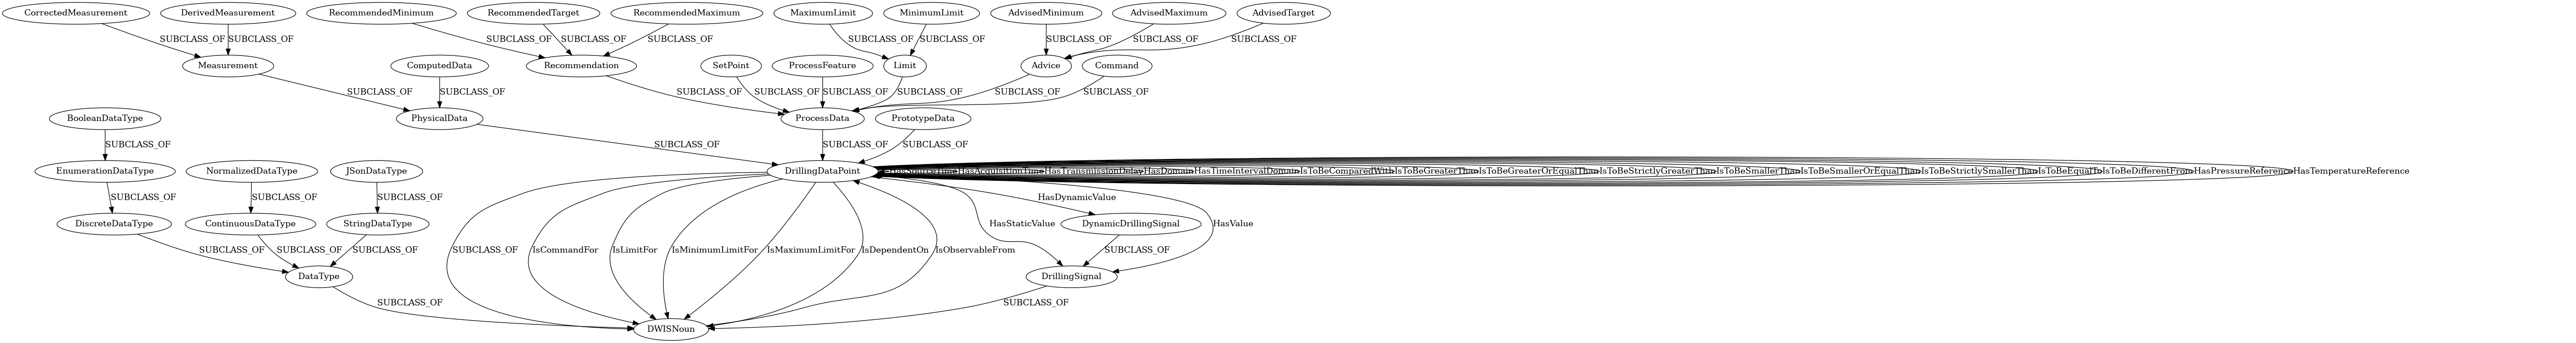 CorrectedMeasurement
DerivedMeasurement
RecommendedMinimum
RecommendedTarget
RecommendedMaximum
MaximumLimit
MinimumLimit
AdvisedMinimum
AdvisedMaximum
AdvisedTarget
SUBCLASS_OF
SUBCLASS_OF
SUBCLASS_OF
SUBCLASS_OF
SUBCLASS_OF
SUBCLASS_OF
SUBCLASS_OF
SUBCLASS_OF
SUBCLASS_OF
SUBCLASS_OF
Measurement
ComputedData
Recommendation
SetPoint
ProcessFeature
Limit
Advice
Command
SUBCLASS_OF
SUBCLASS_OF
SUBCLASS_OF
SUBCLASS_OF
SUBCLASS_OF
SUBCLASS_OF
SUBCLASS_OF
SUBCLASS_OF
BooleanDataType
PhysicalData
ProcessData
PrototypeData
SUBCLASS_OF
SUBCLASS_OF
SUBCLASS_OF
SUBCLASS_OF
EnumerationDataType
NormalizedDataType
JSonDataType
DrillingDataPoint
HasSourceTime
HasAcquisitionTime
HasTransmissionDelay
HasDomain
HasTimeIntervalDomain
IsToBeComparedWith
IsToBeGreaterThan
IsToBeGreaterOrEqualThan
IsToBeStrictlyGreaterThan
IsToBeSmallerThan
IsToBeSmallerOrEqualThan
IsToBeStrictlySmallerThan
IsToBeEqualTo
IsToBeDifferentFrom
HasPressureReference
HasTemperatureReference
SUBCLASS_OF
SUBCLASS_OF
SUBCLASS_OF
HasDynamicValue
DiscreteDataType
ContinuousDataType
StringDataType
HasStaticValue
DynamicDrillingSignal
HasValue
SUBCLASS_OF
SUBCLASS_OF
SUBCLASS_OF
SUBCLASS_OF
IsCommandFor
IsLimitFor
IsMinimumLimitFor
IsMaximumLimitFor
IsDependentOn
IsObservableFrom
SUBCLASS_OF
DataType
DrillingSignal
SUBCLASS_OF
SUBCLASS_OF
DWISNoun